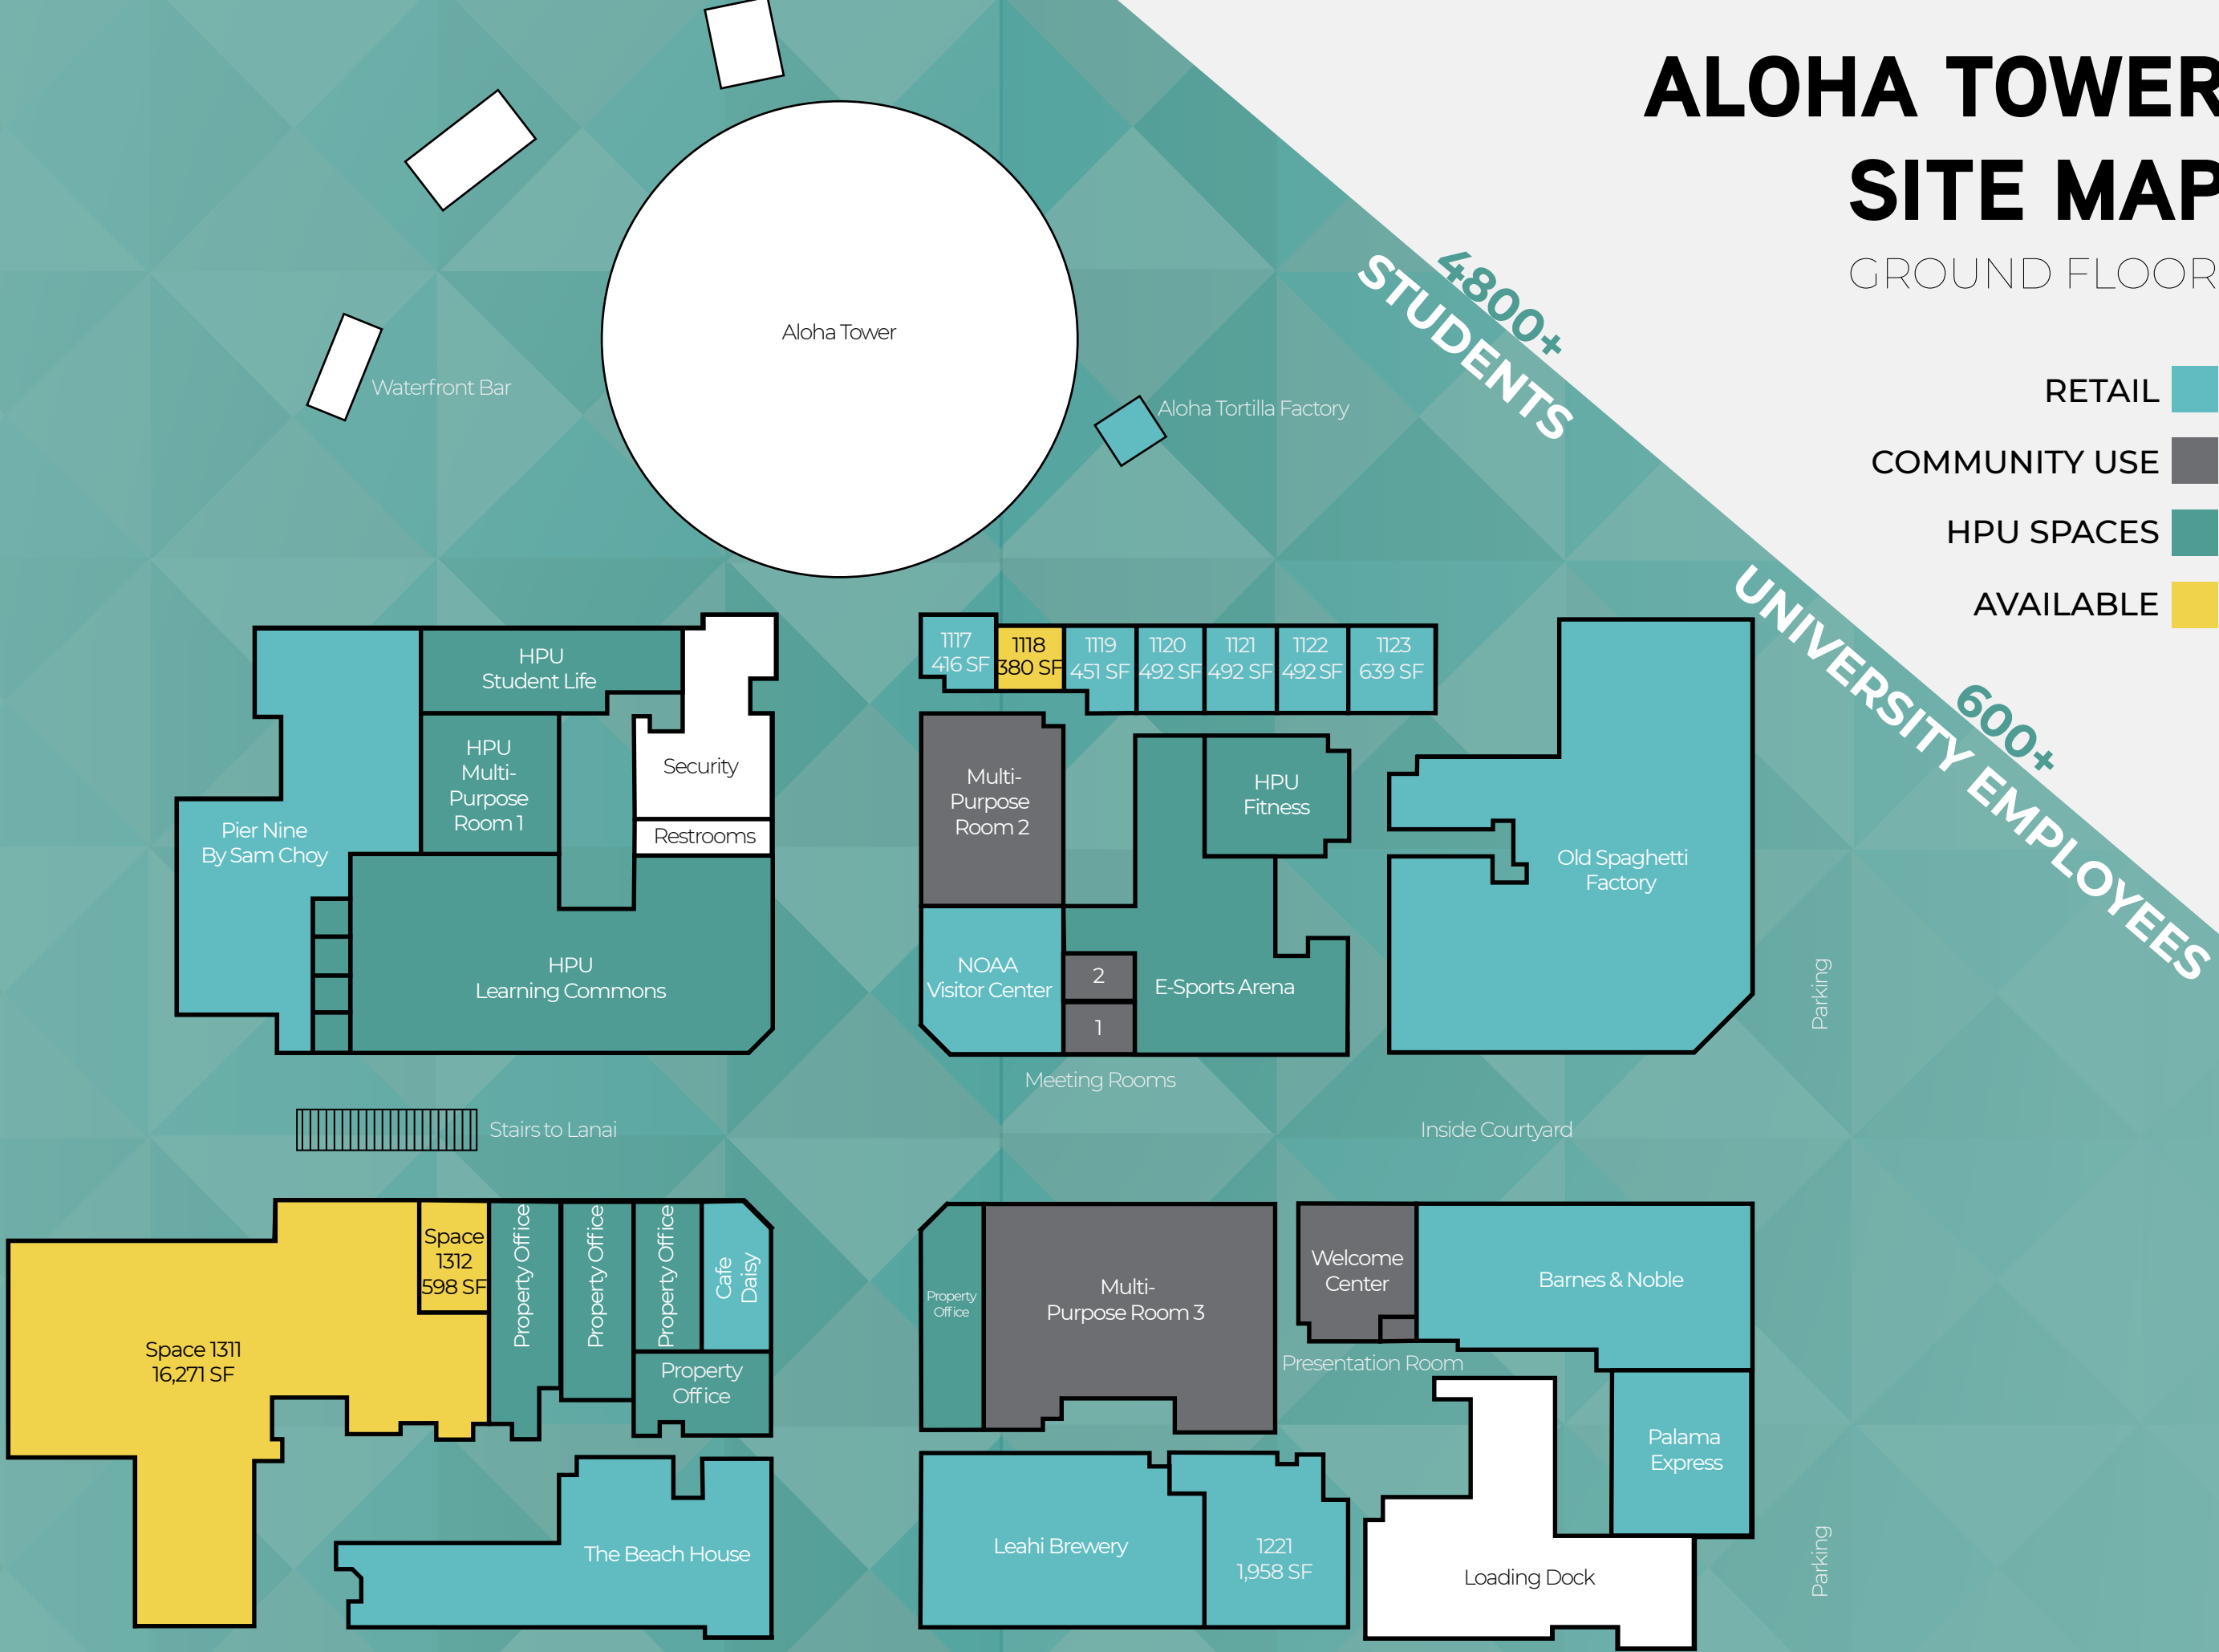 ALOHA TOWER
SITE MAP
GROUND FLOOR
4800+
STUDENTS
600+
UNIVERSITY EMPLOYEES
RETAIL
COMMUNITY USE
HPU SPACES
AVAILABLE
Aloha Tower
Waterfront Bar
Aloha Tortilla Factory
HPU
Student Life
HPU
Multi-
Purpose
Room 1
Security
Restrooms
Pier Nine
By Sam Choy
HPU
Learning Commons
1117
416 SF
1118
380 SF
1119
451 SF
1120
492 SF
1121
492 SF
1122
492 SF
1123
639 SF
Multi-
Purpose
Room 2
HPU
Fitness
NOAA
Visitor Center
2
1
E-Sports Arena
Old Spaghetti
Factory
Parking
Meeting Rooms
Stairs to Lanai
Inside Courtyard
Space
1312
598 SF
Property Office
Property Office
Property Office
Cafe
Daisy
Space 1311
16,271 SF
Property
Office
Property
Office
Multi-
Purpose Room 3
Welcome
Center
Barnes & Noble
Presentation Room
Palama
Express
The Beach House
Leahi Brewery
1221
1,958 SF
Loading Dock
Parking